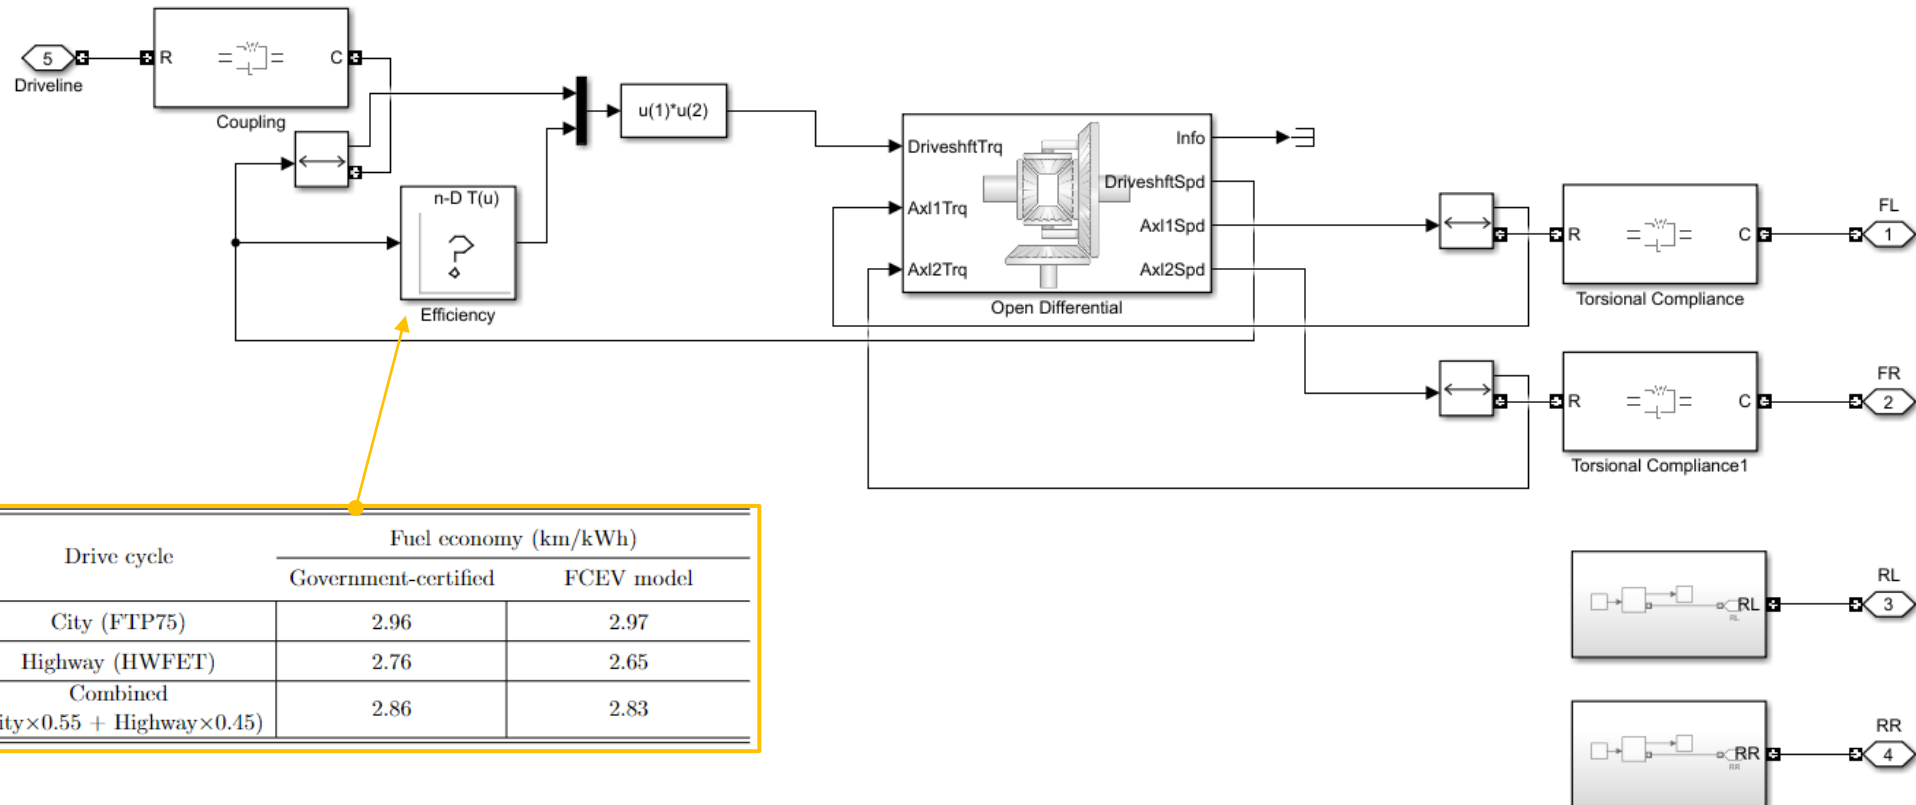 5
Driveline
R
C
Coupling
n-D T(u)
Efficiency
u(1)*u(2)
DriveshftTrq
Axl1Trq
Axl2Trq
Info
DriveshftSpd
Axl1Spd
Axl2Spd
Open Differential
R
C
Torsional Compliance
FL
1
R
C
Torsional Compliance1
FR
2
RL
RL
RL
3
RR
RR
RR
4
Drive cycle
Fuel economy (km/kWh)
Government-certified
FCEV model
City (FTP75)
2.96
2.97
Highway (HWFET)
2.76
2.65
Combined
ity×0.55 + Highway×0.45)
2.86
2.83